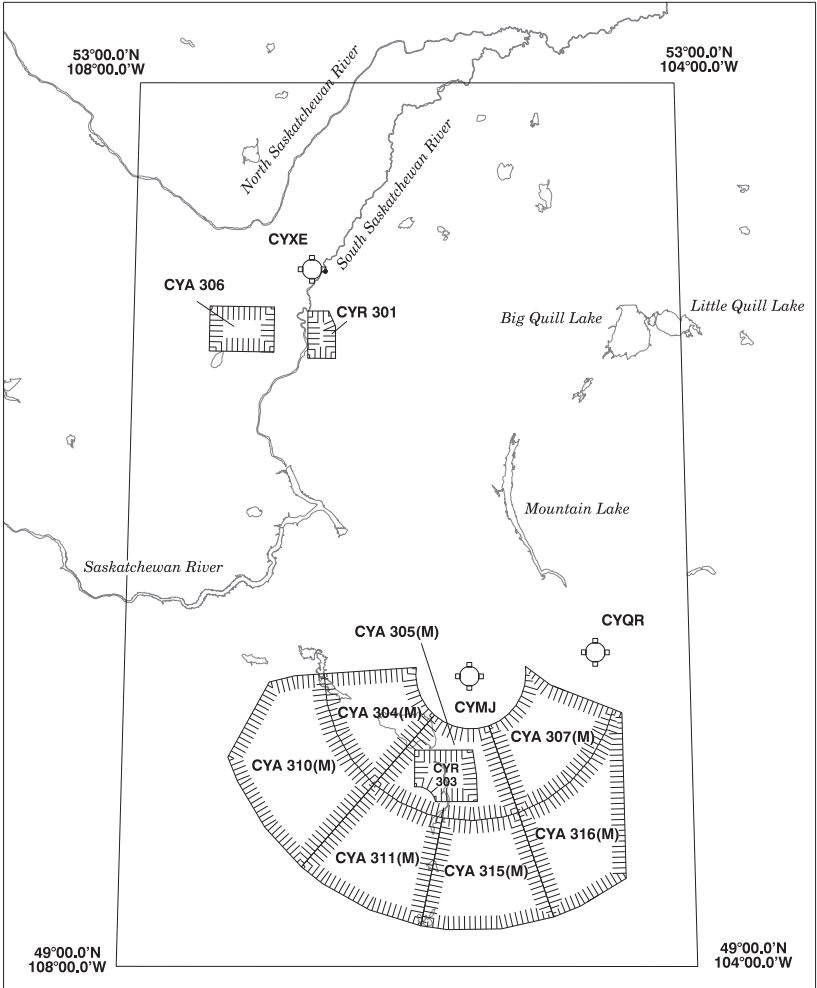 53°00.0'N
108°00.0'W
53°00.0'N
104°00.0'W
North Saskatchewan River
South Saskatchewan River
CYXE
CYA 306
CYR 301
Big Quill Lake
Little Quill Lake
Mountain Lake
Saskatchewan River
CYQR
CYA 305(M)
CYMJ
CYA 304(M)
CYA 307(M)
CYA 310(M)
CYR
303
CYA 316(M)
CYA 311(M)
CYA 315(M)
49°00.0'N
108°00.0'W
49°00.0'N
104°00.0'W